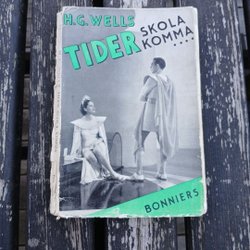 H.G. WELLS
TIDER SKOLA
KOMMA ....
BONNIERS